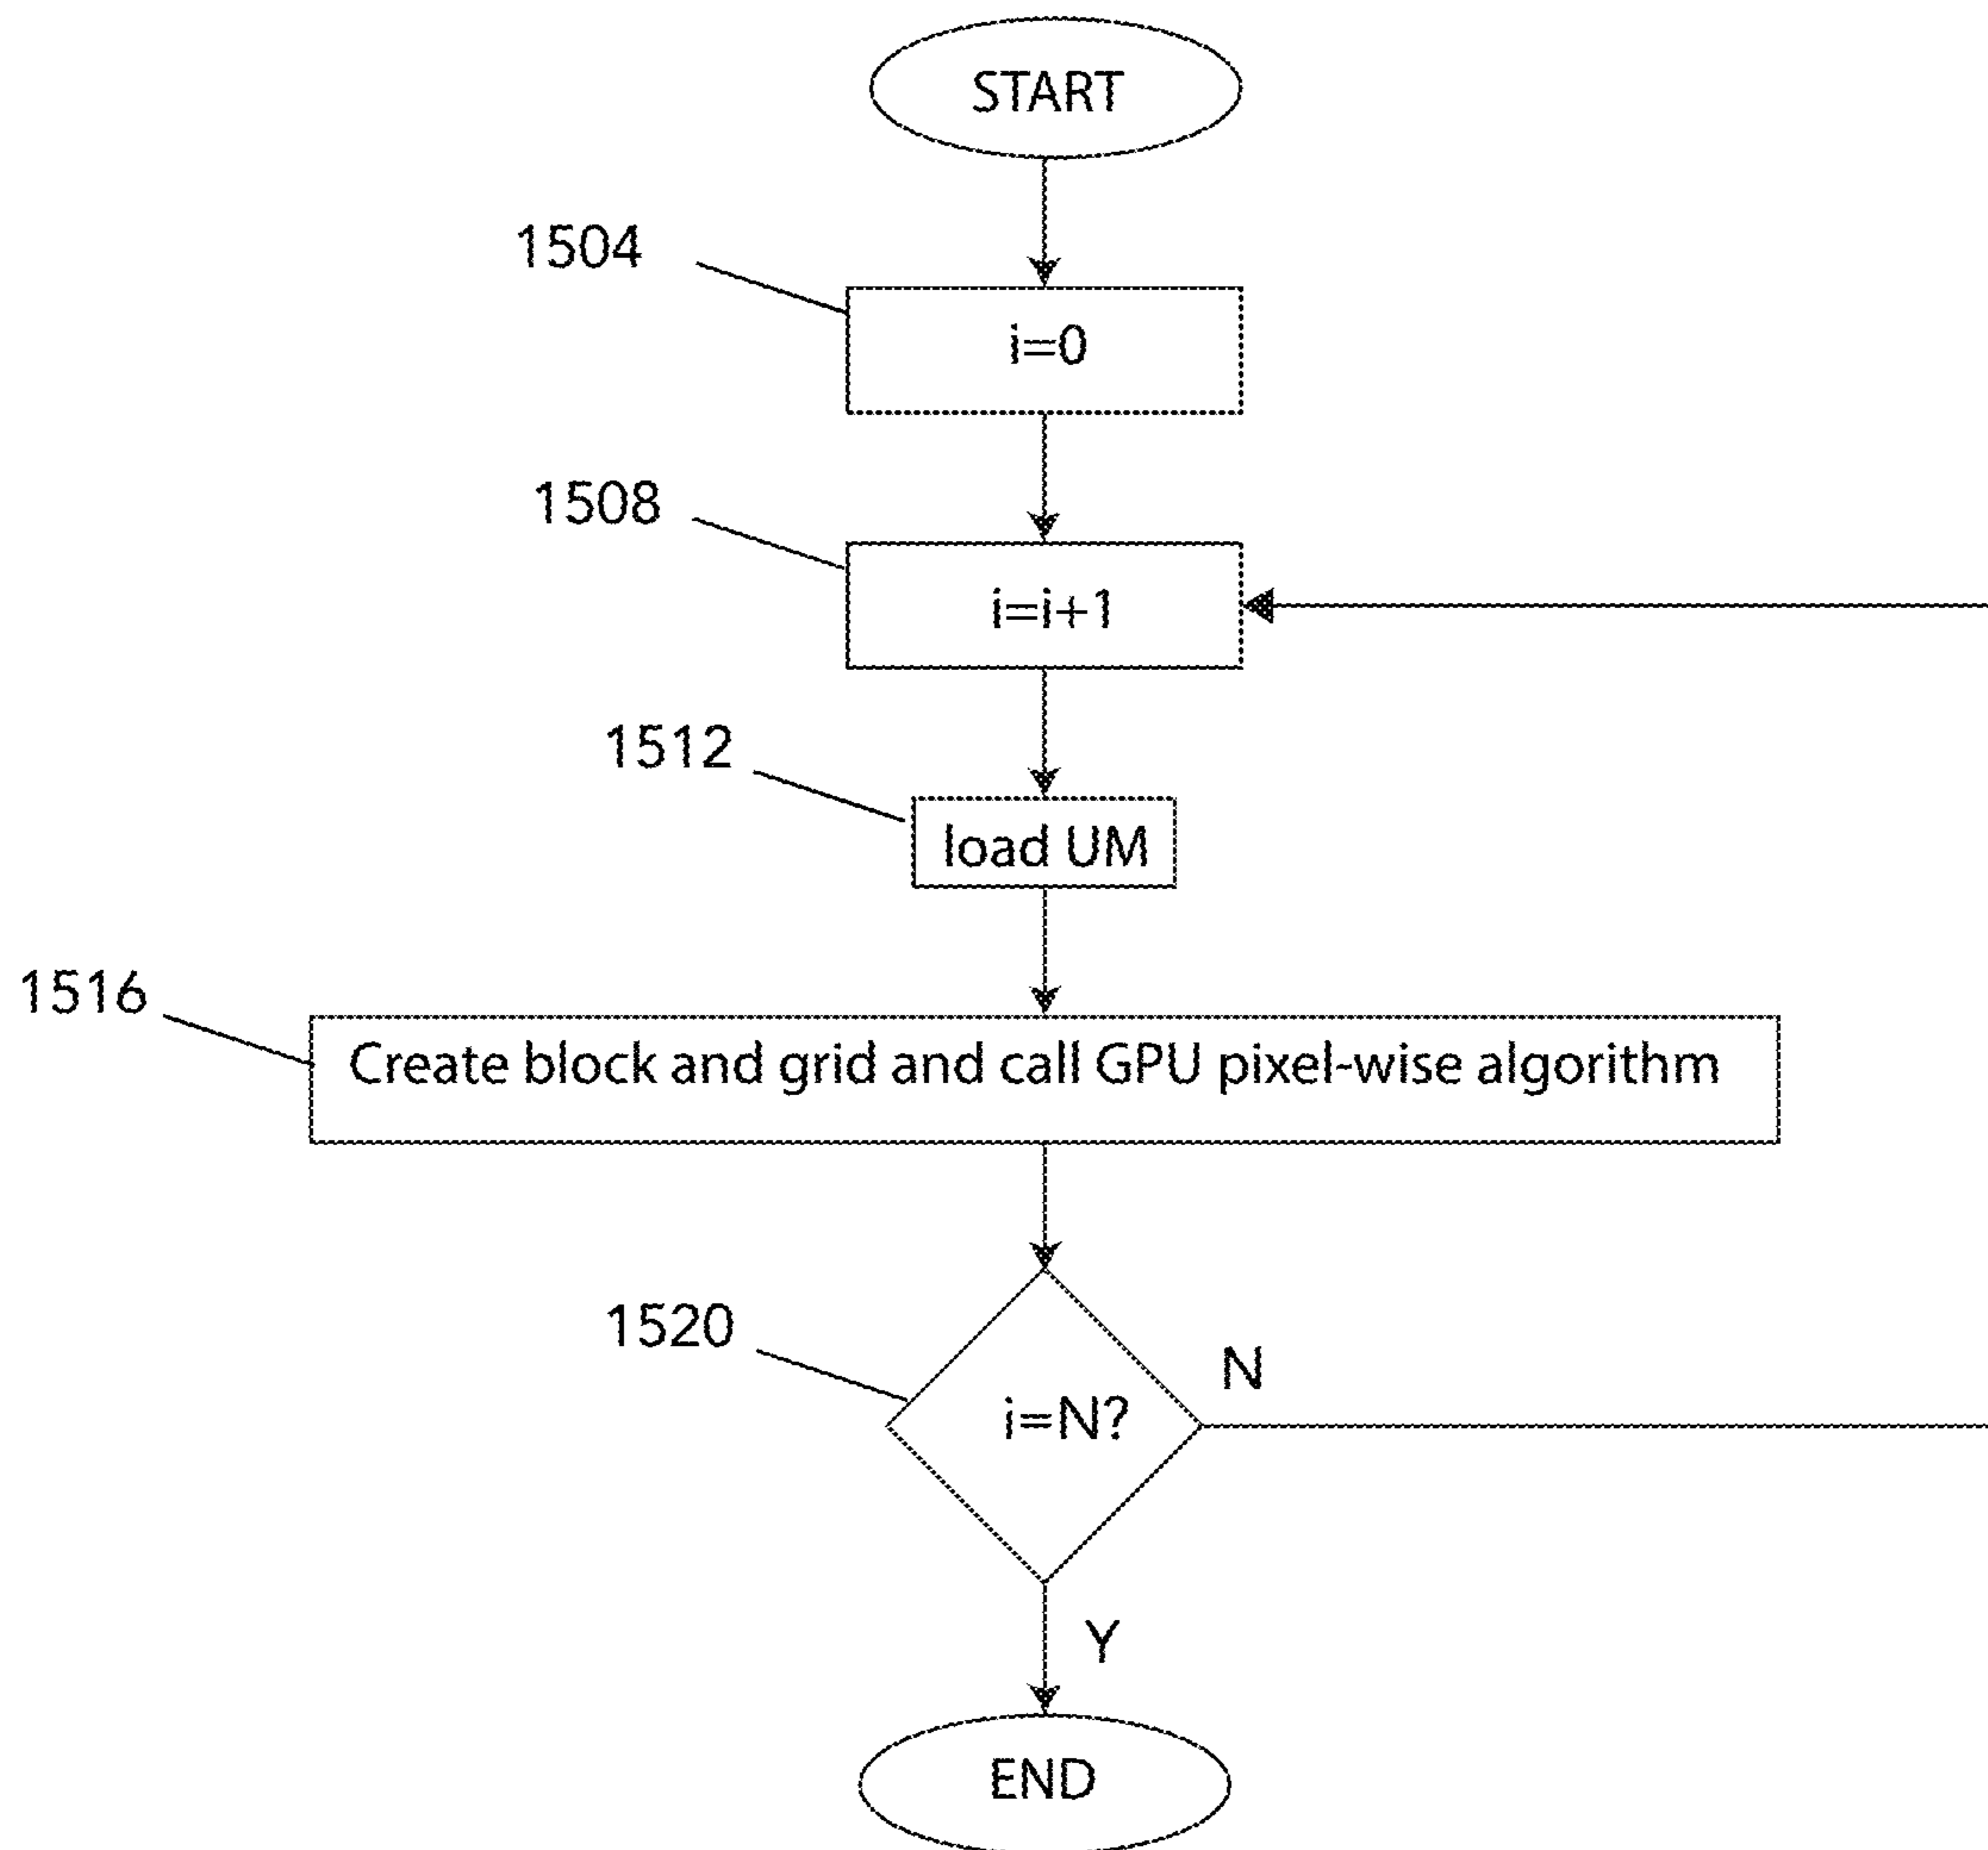 START
1504
i=0
1508
i=i+1
1512
load UM
1516
Create block and grid and call GPU pixel-wise algorithm
1520
i=N?
N
Y
END